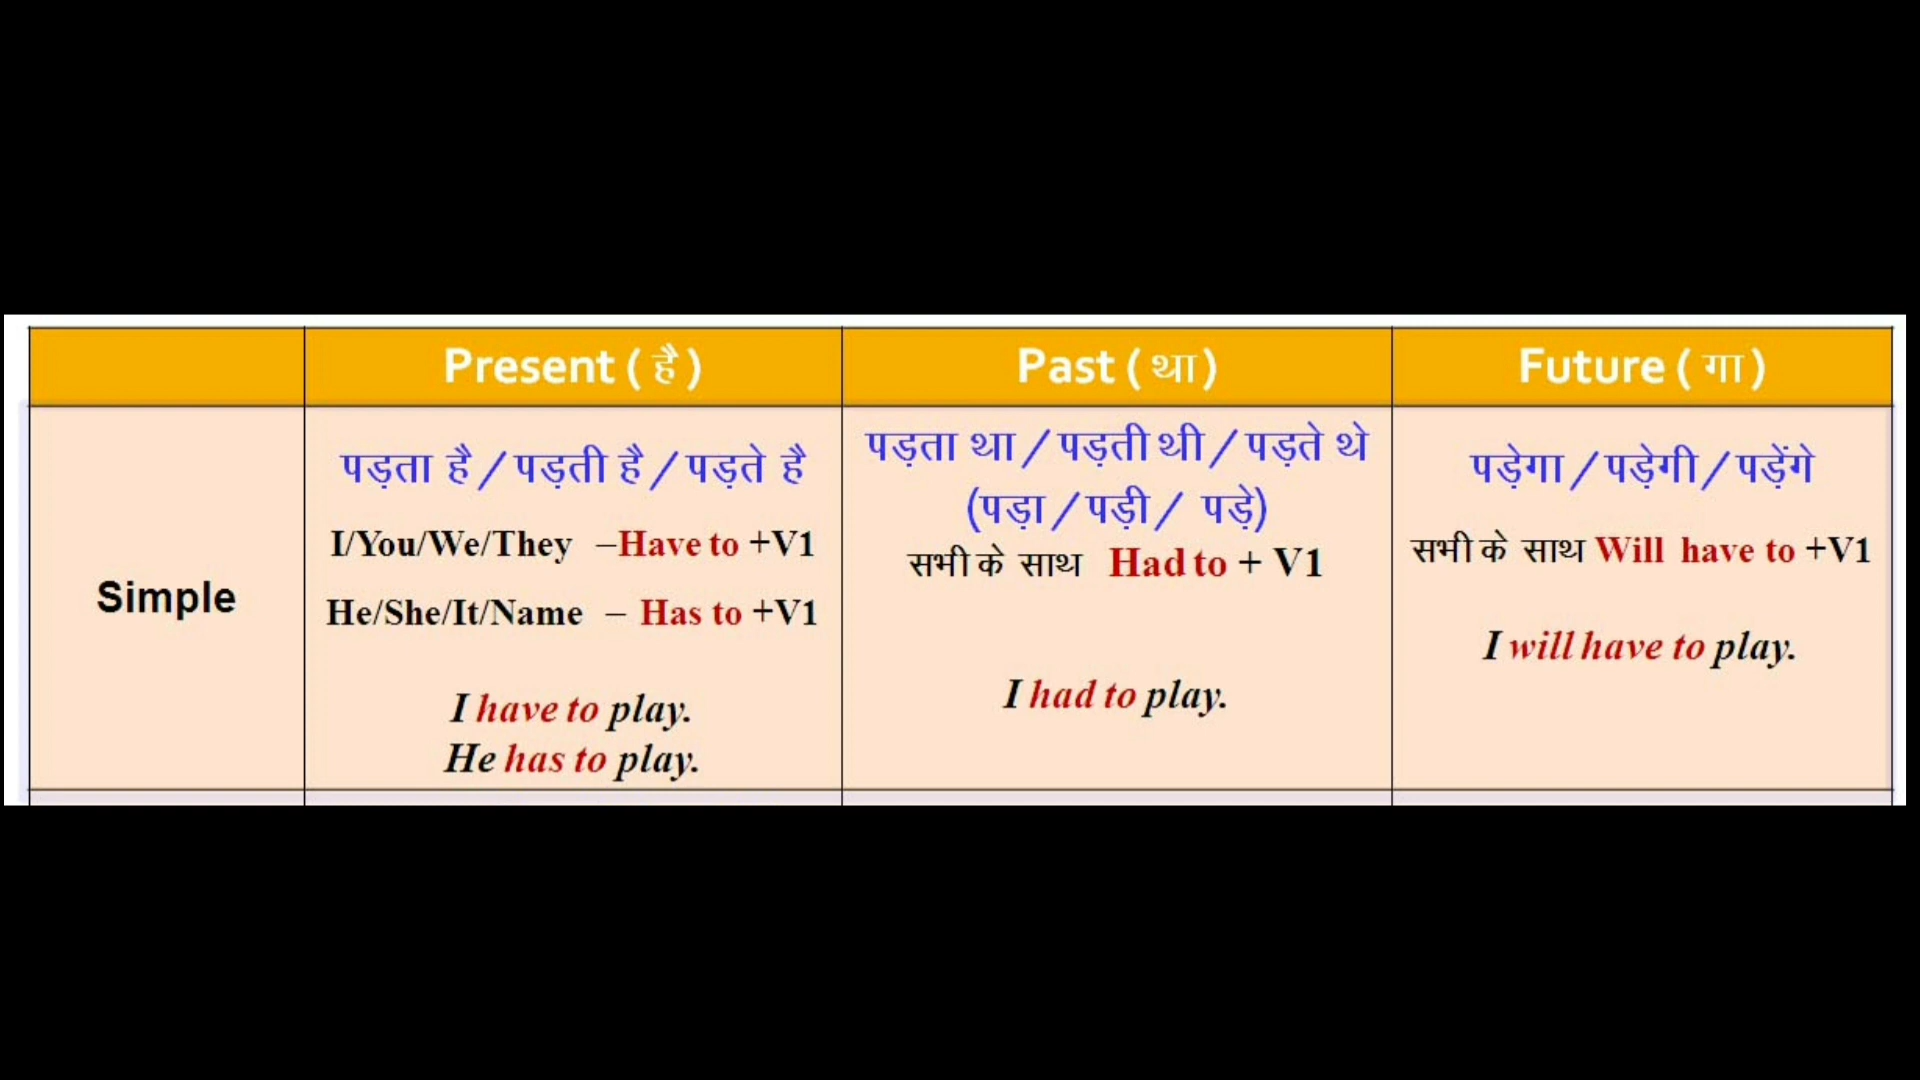 Present ( है )
Past ( था )
Future ( गा )
Simple
पड़ता है / पड़ती है / पड़ते है
I/You/We/They –Have to +V1
He/She/It/Name – Has to +V1
I have to play.
He has to play.
पड़ता था / पड़ती थी / पड़ते थे
(पड़ा / पड़ी / पड़े)
सभी के साथ Had to + V1
I had to play.
पड़ेगा / पड़ेगी / पड़ेंगे
सभी के साथ Will have to +V1
I will have to play.